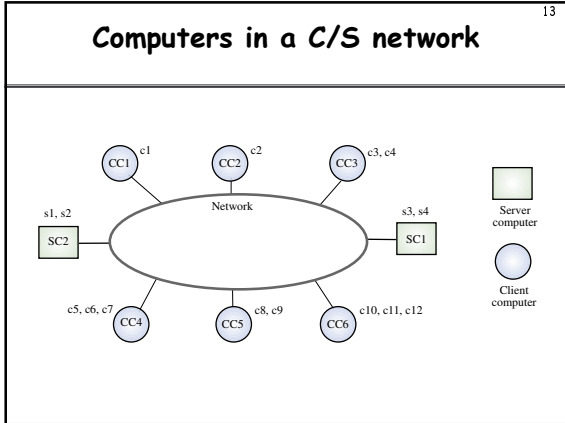 13
Computers in a C/S network
c1
CC1
c2
CC2
c3, c4
CC3
Network
s1, s2
SC2
s3, s4
SC1
Server
computer
Client
computer
c5, c6, c7
CC4
c8, c9
CC5
c10, c11, c12
CC6